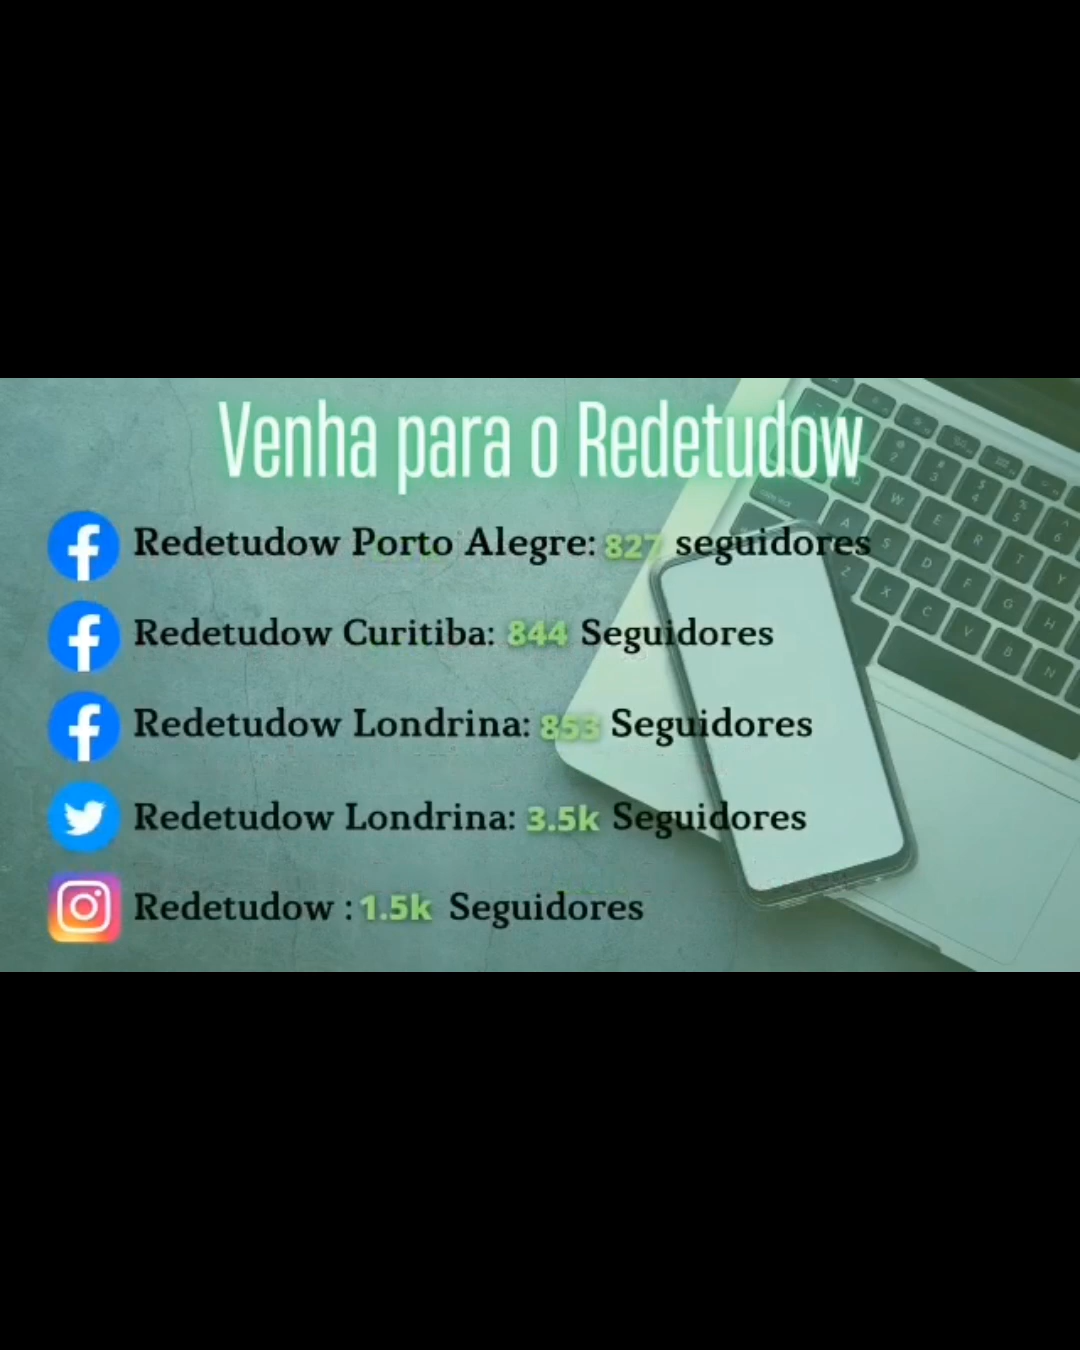 Venha para o Redetudow
Redetudow Porto Alegre: 827 seguidores
Redetudow Curitiba: 844 Seguidores
Redetudow Londrina: 853 Seguidores
Redetudow Londrina: 3.5k Seguidores
Redetudow : 1.5k Seguidores